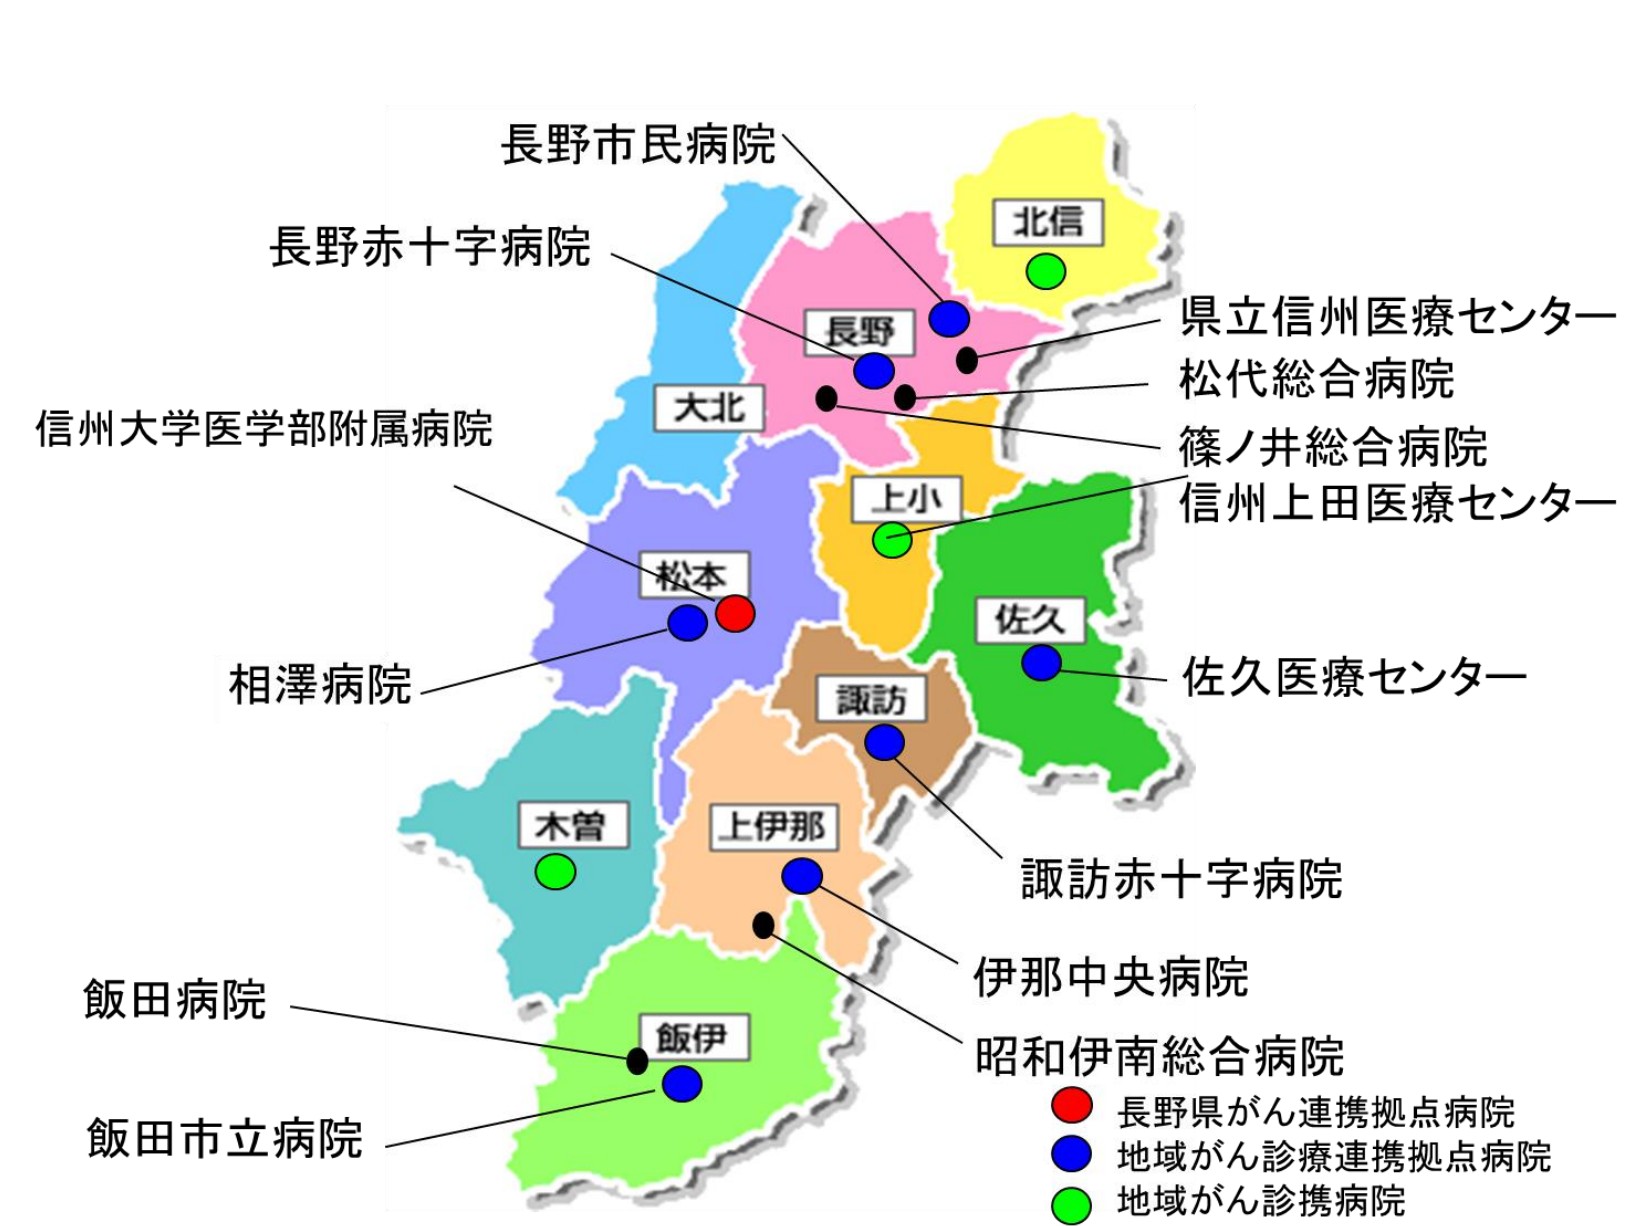 長野市民病院
北信
長野赤十字病院
県立信州医療センター
長野
松代総合病院
大北
信州大学医学部附属病院
篠ノ井総合病院
上小
信州上田医療センター
松本
佐久
相澤病院
佐久医療センター
諏訪
木曽
上伊那
諏訪赤十字病院
伊那中央病院
飯田病院
飯伊
昭和伊南総合病院
長野県がん連携拠点病院
飯田市立病院
地域がん診療連携拠点病院
地域がん診携病院